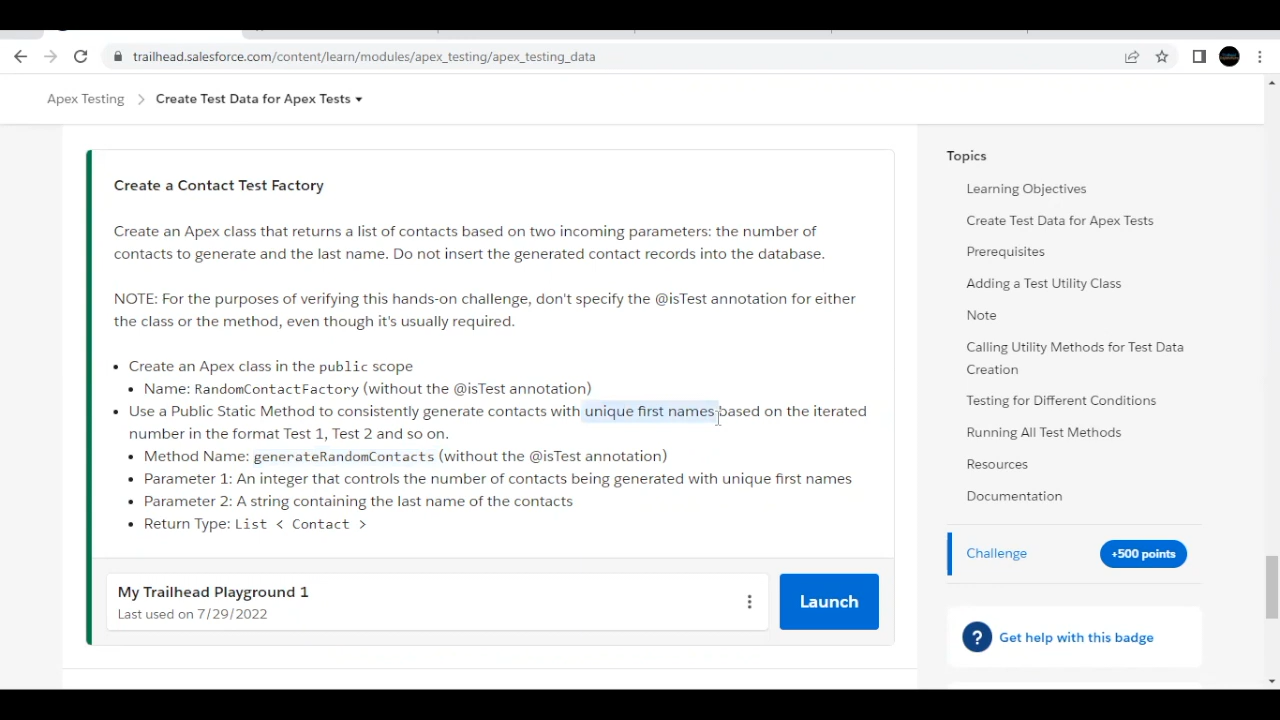 trailhead.salesforce.com/content/learn/modules/apex_testing/apex_testing_data
Apex Testing
Create Test Data for Apex Tests
Create a Contact Test Factory
Create an Apex class that returns a list of contacts based on two incoming parameters: the number of
contacts to generate and the last name. Do not insert the generated contact records into the database.
NOTE: For the purposes of verifying this hands-on challenge, don't specify the @isTest annotation for either
the class or the method, even though it's usually required.
• Create an Apex class in the public scope
• Name: RandomContactFactory (without the @isTest annotation)
• Use a Public Static Method to consistently generate contacts with unique first names based on the iterated
number in the format Test 1, Test 2 and so on.
• Method Name: generateRandomContacts (without the @isTest annotation)
• Parameter 1: An integer that controls the number of contacts being generated with unique first names
• Parameter 2: A string containing the last name of the contacts
• Return Type: List < Contact >
My Trailhead Playground 1
Last used on 7/29/2022
Launch
Topics
Learning Objectives
Create Test Data for Apex Tests
Prerequisites
Adding a Test Utility Class
Note
Calling Utility Methods for Test Data
Creation
Testing for Different Conditions
Running All Test Methods
Resources
Documentation
Challenge
+500 points
? Get help with this badge